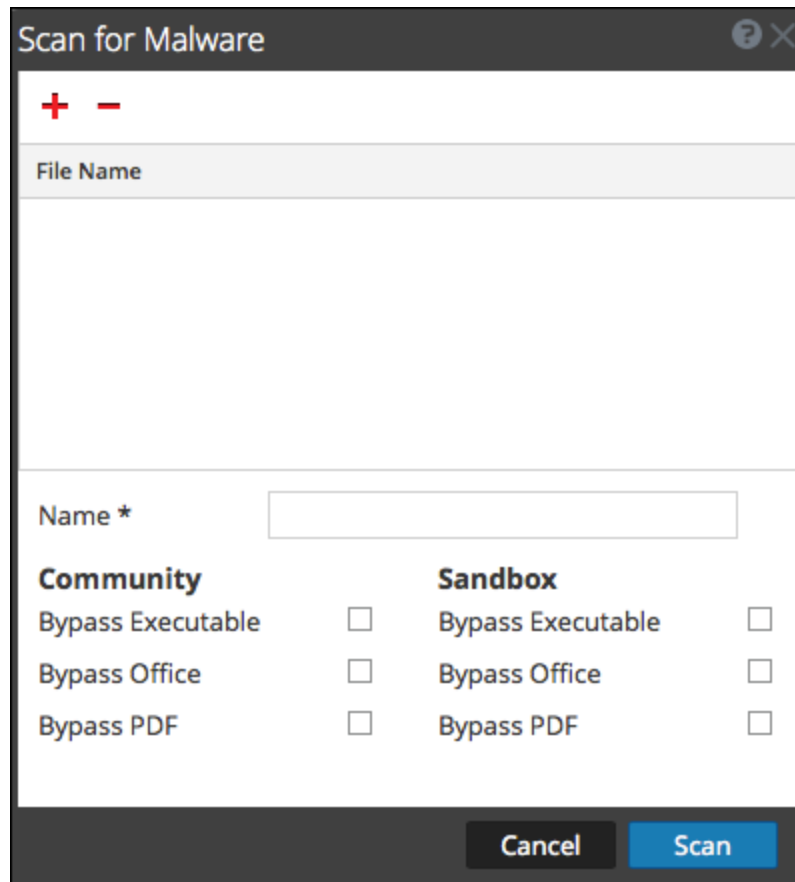 Scan for Malware
File Name
Name *
Community Sandbox
Bypass Executable Bypass Executable
Bypass Office Bypass Office
Bypass PDF Bypass PDF
Cancel Scan